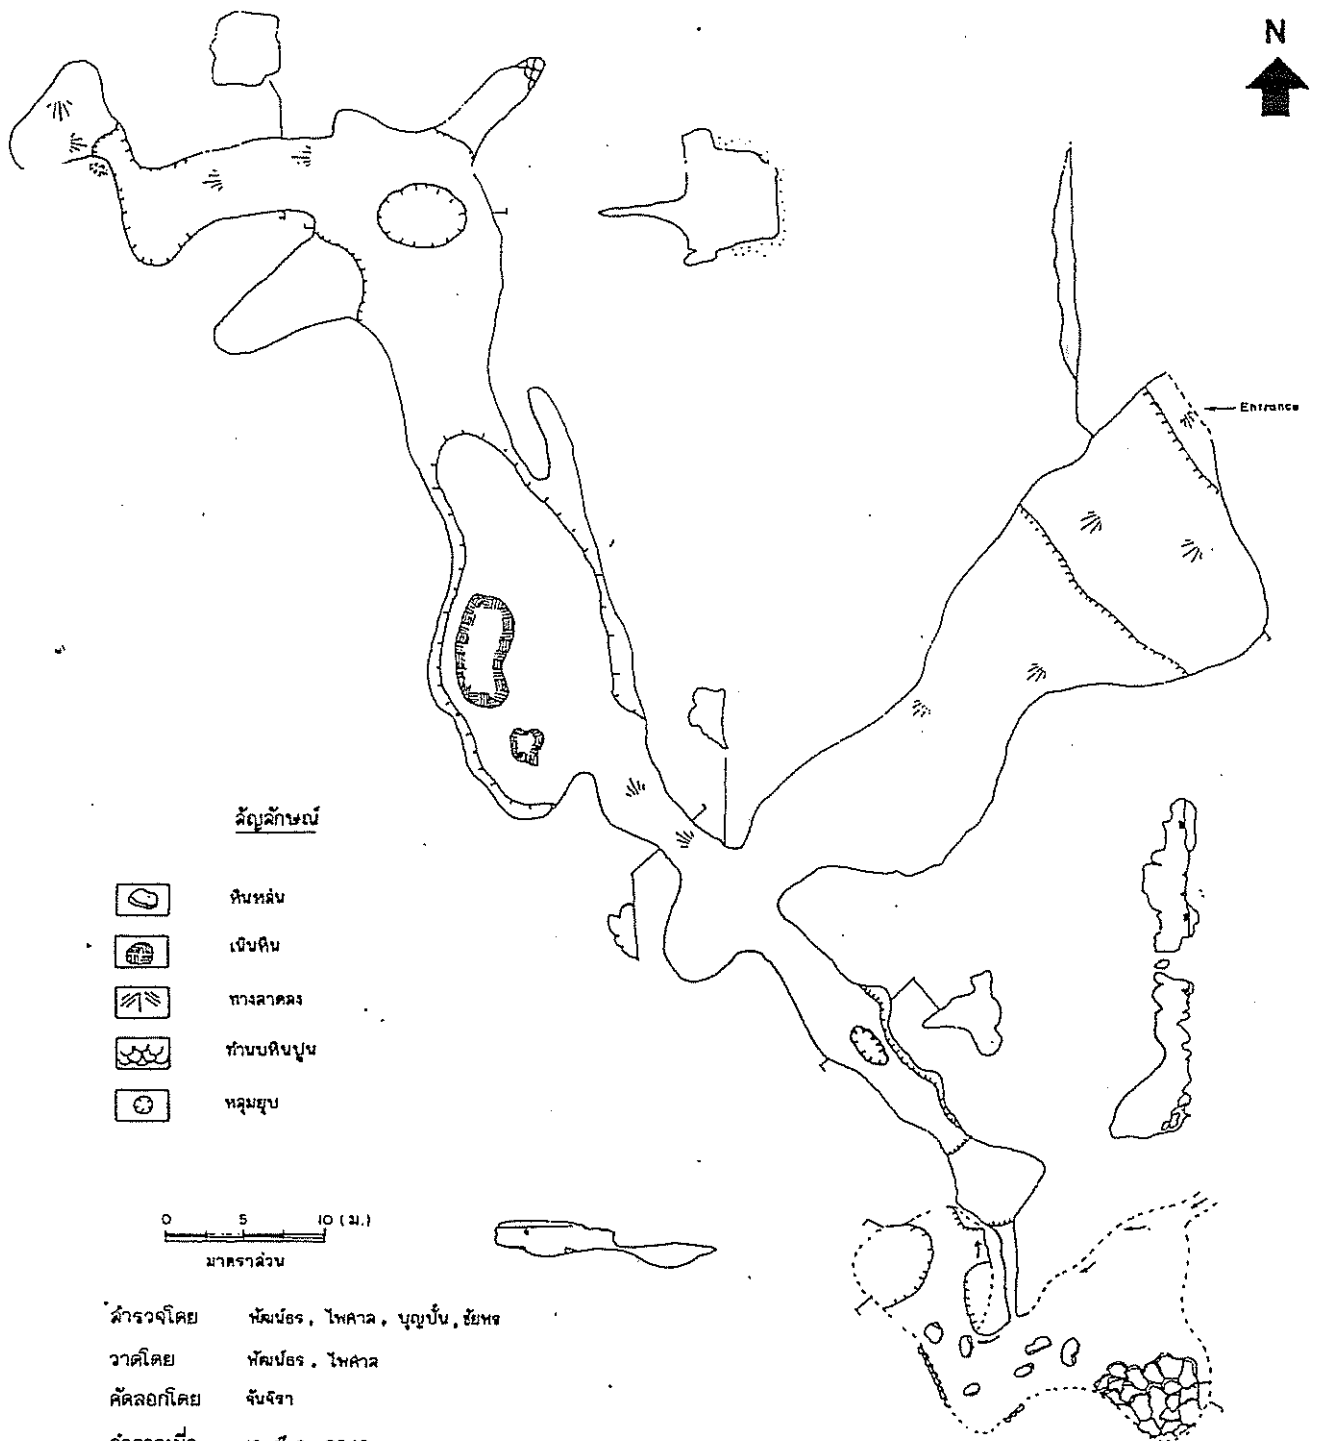 N
Entrance
สัญลักษณ์
หินหล่น
เนินหิน
ทางลาดลง
ทำนบหินปูน
หลุมยุบ
0 5 10 (ม.)
มาตราส่วน
สำรวจโดย พัฒน์ธร, ไพศาล, บุญปั๋น, ชัยพร
วาดโดย พัฒน์ธร, ไพศาล
คัดลอกโดย จันจิรา